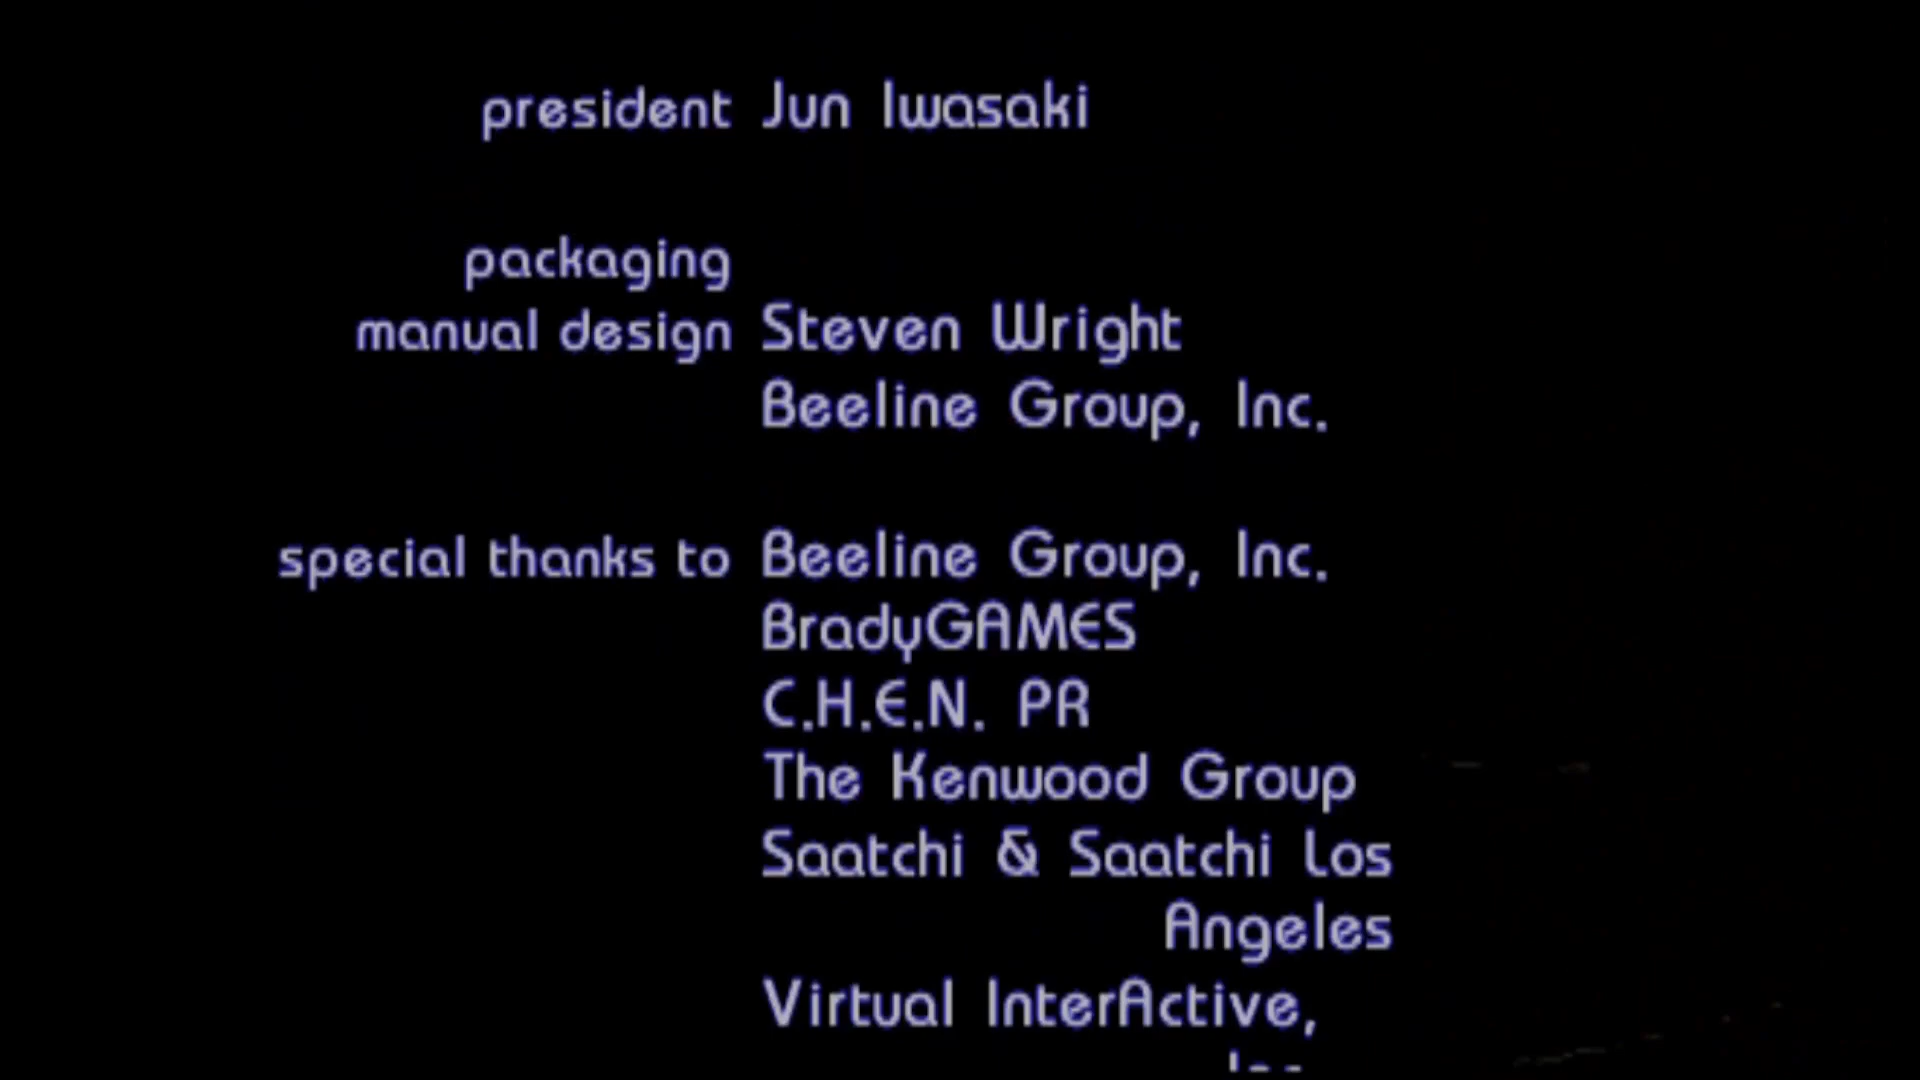 president Jun Iwasaki
packaging
manual design Steven Wright
Beeline Group, Inc.
special thanks to Beeline Group, Inc.
BradyGAMES
C.H.E.N. PR
The Kenwood Group
Saatchi & Saatchi Los
Angeles
Virtual InterActive,